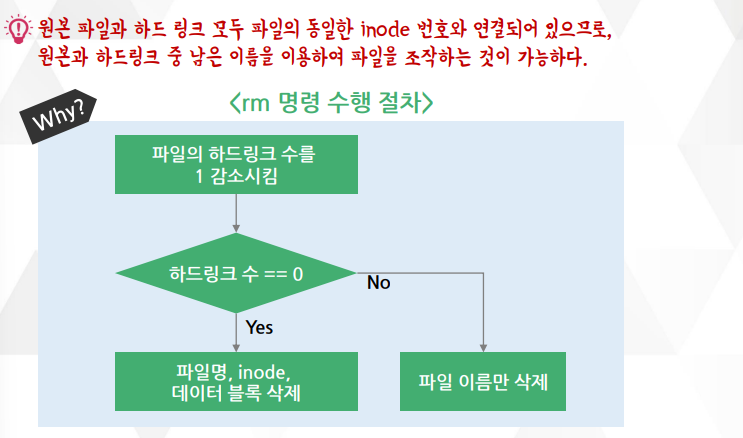 원본 파일과 하드 링크 모두 파일의 동일한 inode 번호와 연결되어 있으므로,
원본과 하드링크 중 남은 이름을 이용하여 파일을 조작하는 것이 가능하다.
<rm 명령 수행 절차>
Why?
파일의 하드링크 수를
1 감소시킴
하드링크 수 == 0
No
Yes
파일명, inode,
데이터 블록 삭제
파일 이름만 삭제